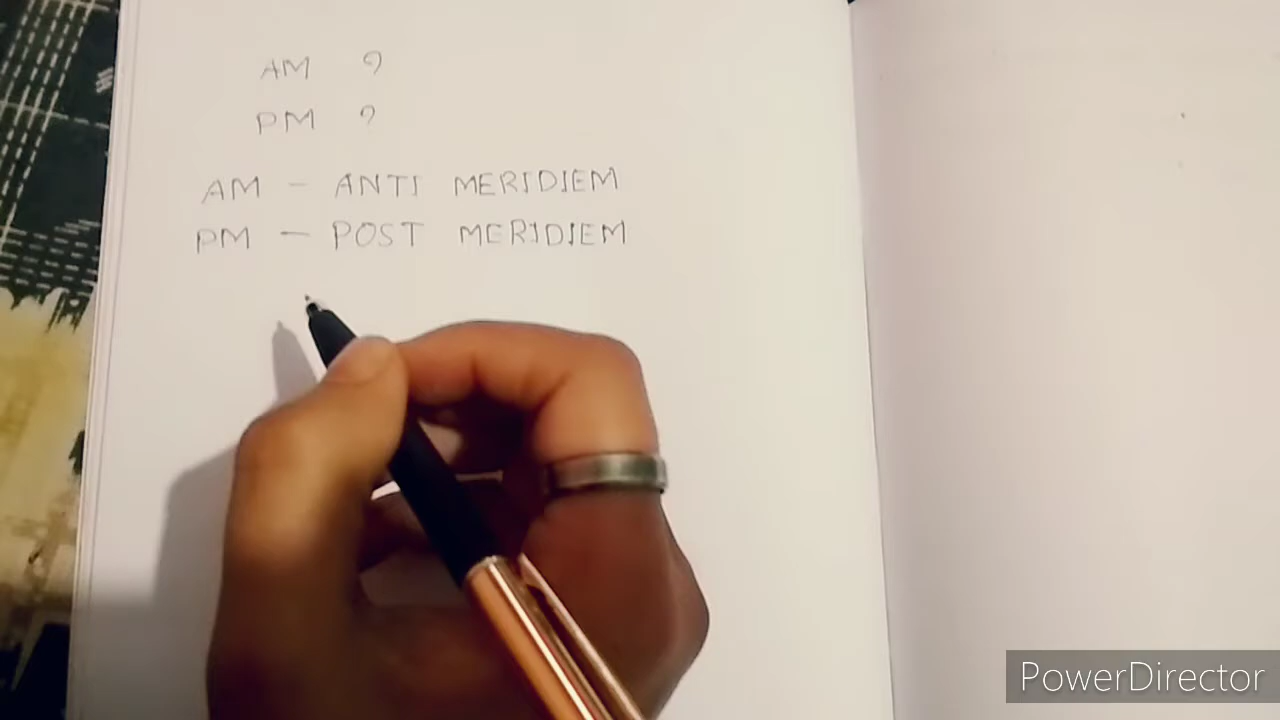 AM ?
PM ?
AM - ANTI MERIDIEM
PM - POST MERIDIEM
PowerDirector